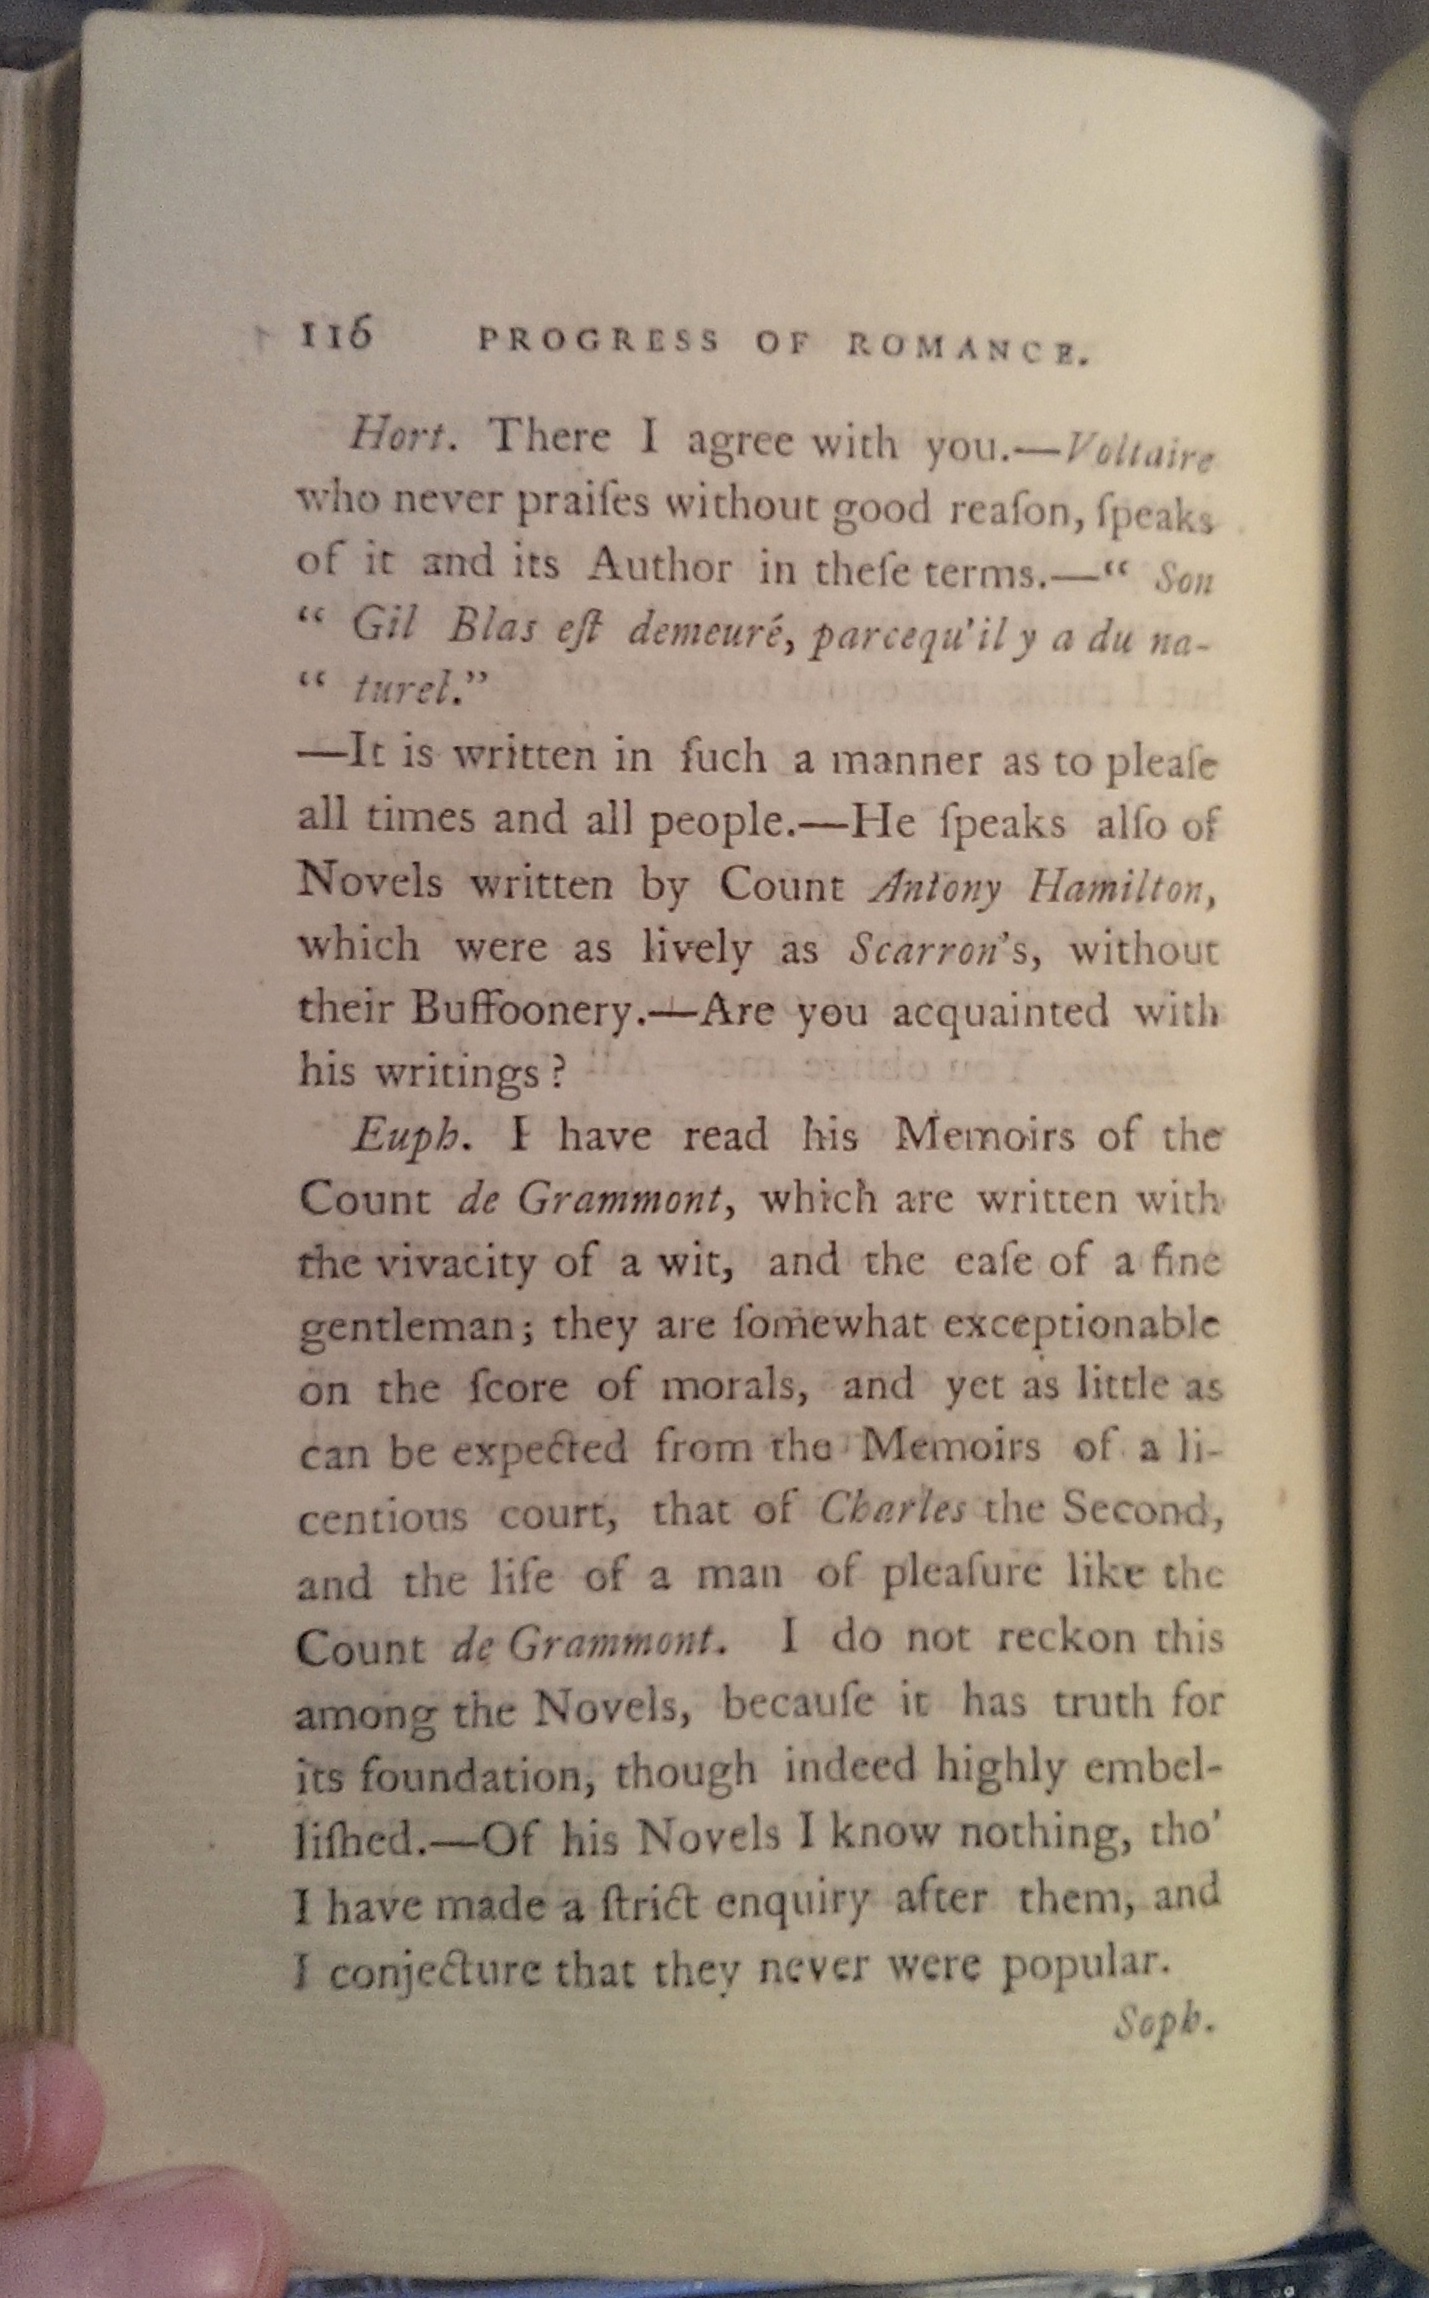 116 PROGRESS OF ROMANCE.
Hort. There I agree with you.—Voltaire
who never praiſes without good reaſon, ſpeaks
of it and its Author in theſe terms.—“ Son
“ Gil Blas eſt demeuré, parcequ'il y a du na-
“ turel.”
—It is written in ſuch a manner as to pleaſe
all times and all people.—He ſpeaks alſo of
Novels written by Count Antony Hamilton,
which were as lively as Scarron's, without
their Buffoonery.—Are you acquainted with
his writings?
Euph. I have read his Memoirs of the
Count de Grammont, which are written with
the vivacity of a wit, and the eaſe of a fine
gentleman; they are ſomewhat exceptionable
on the ſcore of morals, and yet as little as
can be expected from the Memoirs of a li-
centious court, that of Charles the Second,
and the life of a man of pleaſure like the
Count de Grammont. I do not reckon this
among the Novels, becauſe it has truth for
its foundation, though indeed highly embel-
liſhed.—Of his Novels I know nothing, tho'
I have made a ſtrict enquiry after them, and
I conjecture that they never were popular.
Soph.